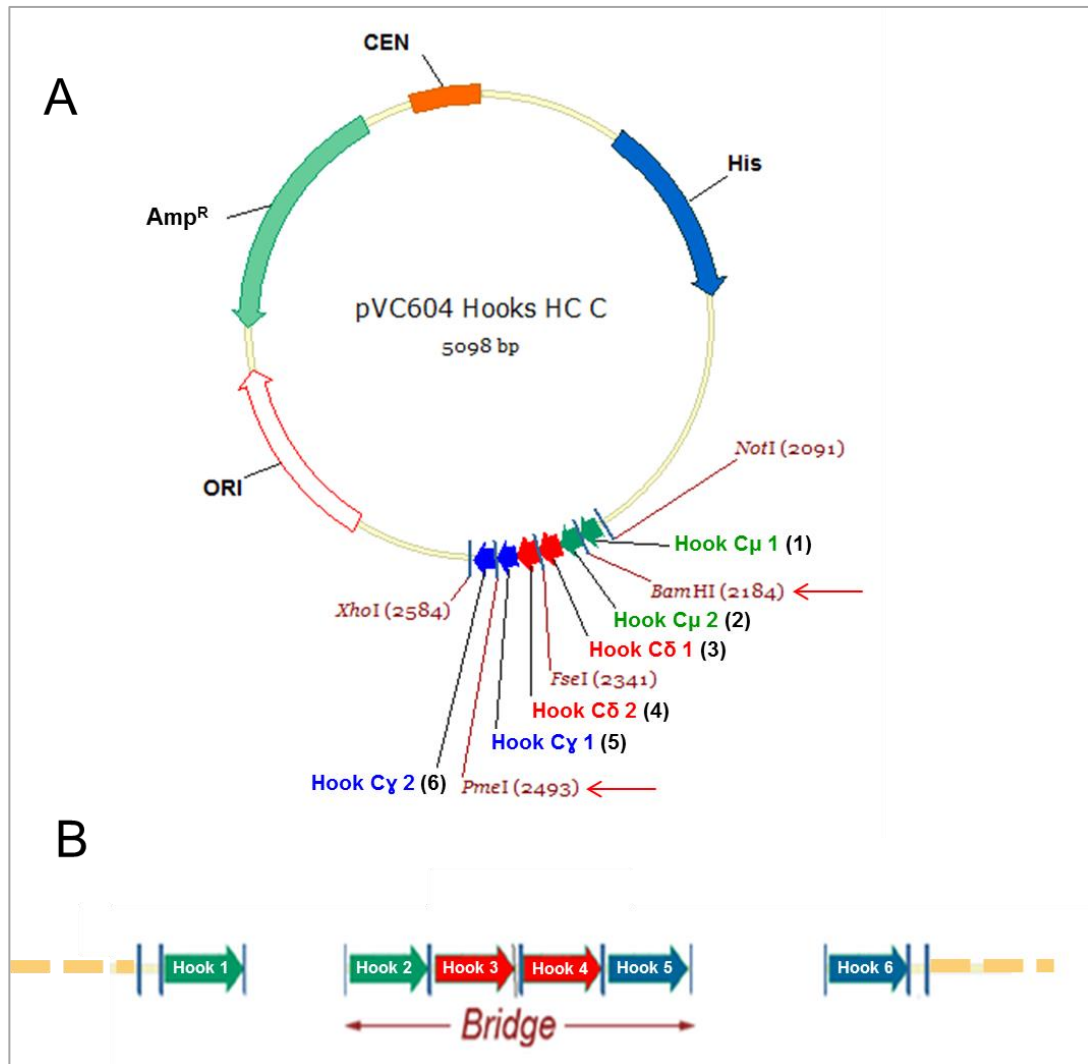 A
CEN
His
Ampᴿ
pVC604 Hooks HC C
5098 bp
ORI
NotI (2091)
Hook Cμ 1 (1)
BamHI (2184)
XhoI (2584)
Hook Cμ 2 (2)
Hook Cδ 1 (3)
FseI (2341)
Hook Cδ 2 (4)
Hook Cɣ 1 (5)
Hook Cɣ 2 (6)
PmeI (2493)
B
Hook 1
Hook 2
Hook 3
Hook 4
Hook 5
Hook 6
Bridge